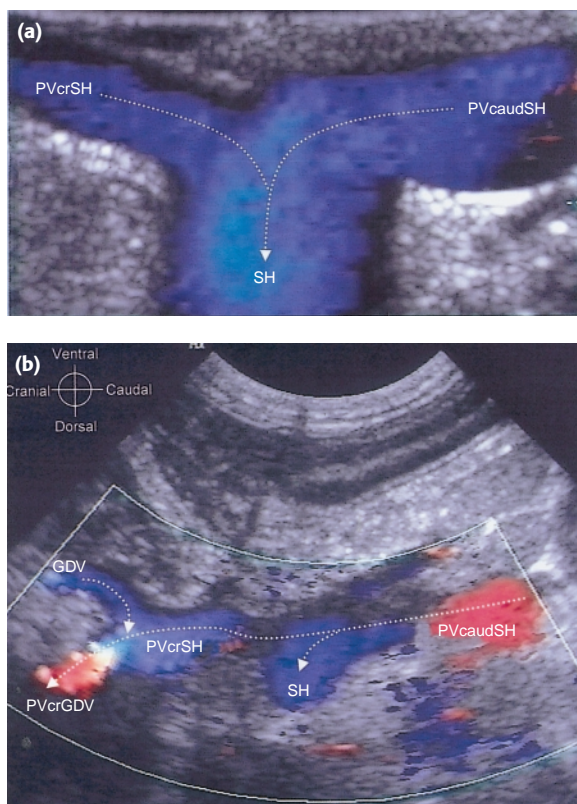 (a)
PVcrSH
PVcaudSH
SH
(b)
Ventral
Cranial
Caudal
Dorsal
GDV
PVcrSH
PVcaudSH
SH
PVcrGDV